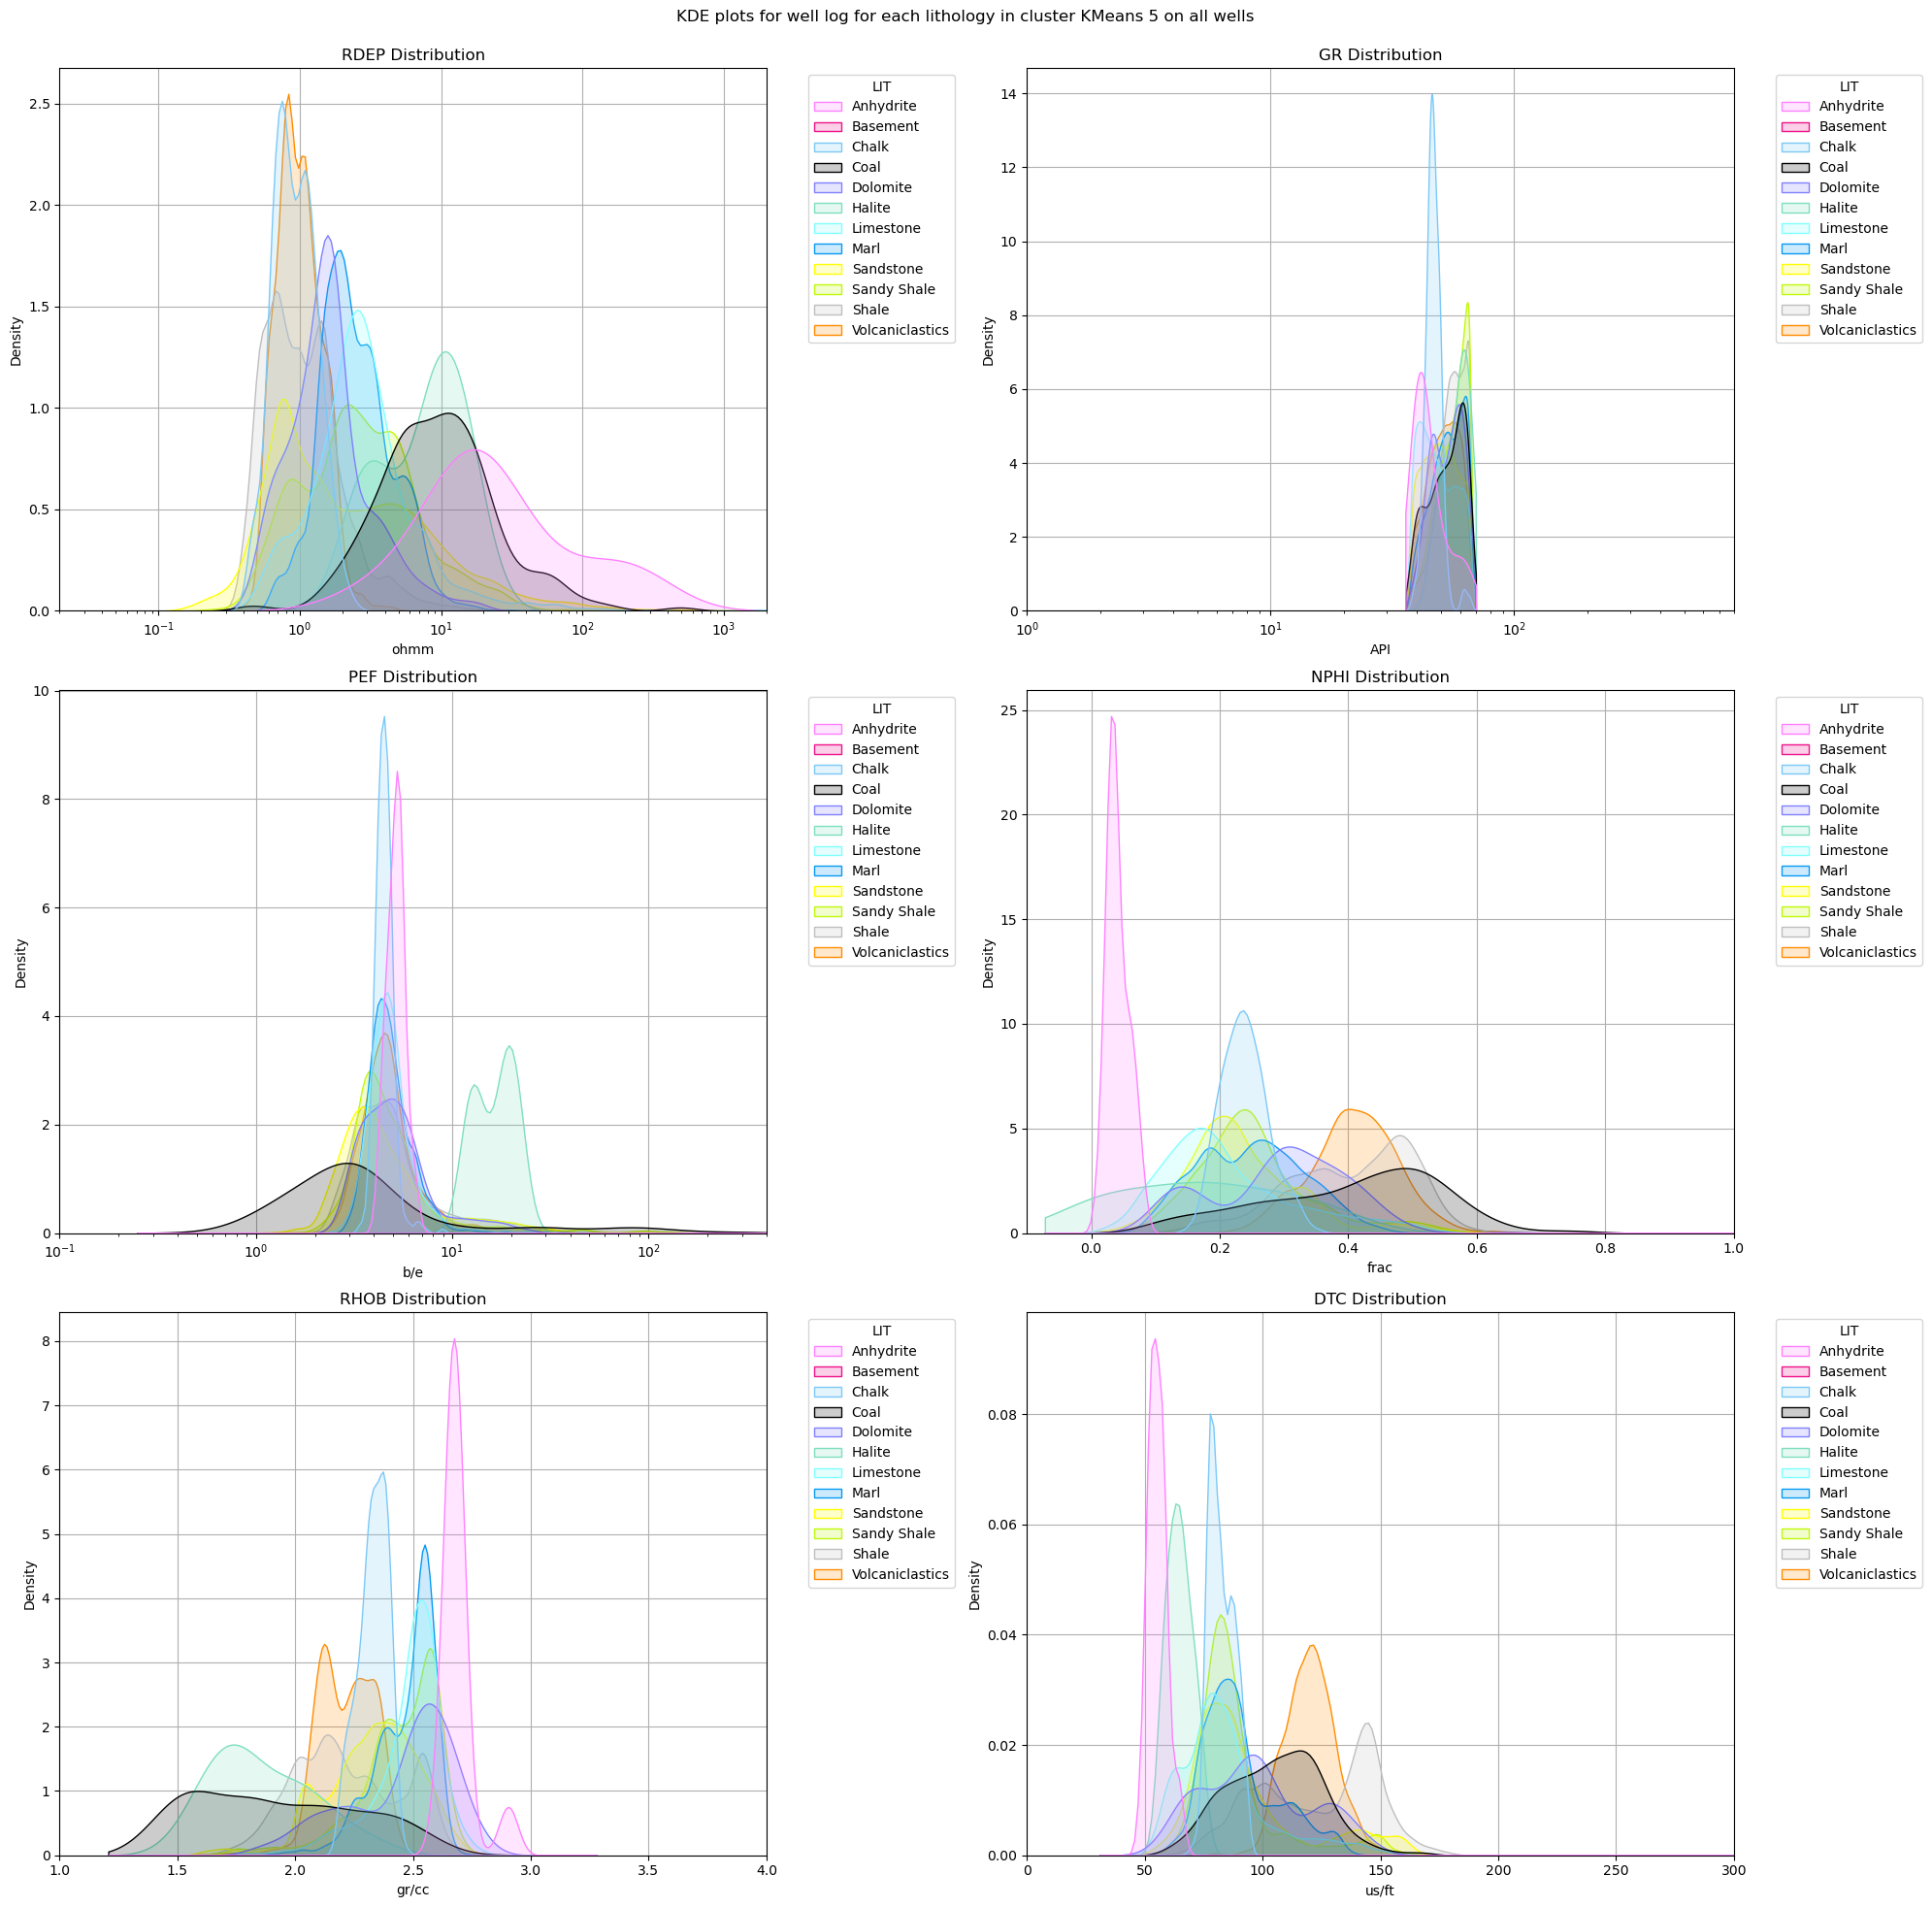 KDE plots for well log for each lithology in cluster KMeans 5 on all wells
RDEP Distribution
Density
2.5
2.0
1.5
1.0
0.5
0.0
10⁻¹ 10⁰ 10¹ 10² 10³
ohmm
LIT
Anhydrite
Basement
Chalk
Coal
Dolomite
Halite
Limestone
Marl
Sandstone
Sandy Shale
Shale
Volcaniclastics
GR Distribution
Density
14
12
10
8
6
4
2
0
10⁰ 10¹ 10²
API
LIT
Anhydrite
Basement
Chalk
Coal
Dolomite
Halite
Limestone
Marl
Sandstone
Sandy Shale
Shale
Volcaniclastics
PEF Distribution
Density
10
8
6
4
2
0
10⁻¹ 10⁰ 10¹ 10²
b/e
LIT
Anhydrite
Basement
Chalk
Coal
Dolomite
Halite
Limestone
Marl
Sandstone
Sandy Shale
Shale
Volcaniclastics
NPHI Distribution
Density
25
20
15
10
5
0
0.0 0.2 0.4 0.6 0.8 1.0
frac
LIT
Anhydrite
Basement
Chalk
Coal
Dolomite
Halite
Limestone
Marl
Sandstone
Sandy Shale
Shale
Volcaniclastics
RHOB Distribution
Density
8
7
6
5
4
3
2
1
0
1.0 1.5 2.0 2.5 3.0 3.5 4.0
gr/cc
LIT
Anhydrite
Basement
Chalk
Coal
Dolomite
Halite
Limestone
Marl
Sandstone
Sandy Shale
Shale
Volcaniclastics
DTC Distribution
Density
0.08
0.06
0.04
0.02
0.00
0 50 100 150 200 250 300
us/ft
LIT
Anhydrite
Basement
Chalk
Coal
Dolomite
Halite
Limestone
Marl
Sandstone
Sandy Shale
Shale
Volcaniclastics